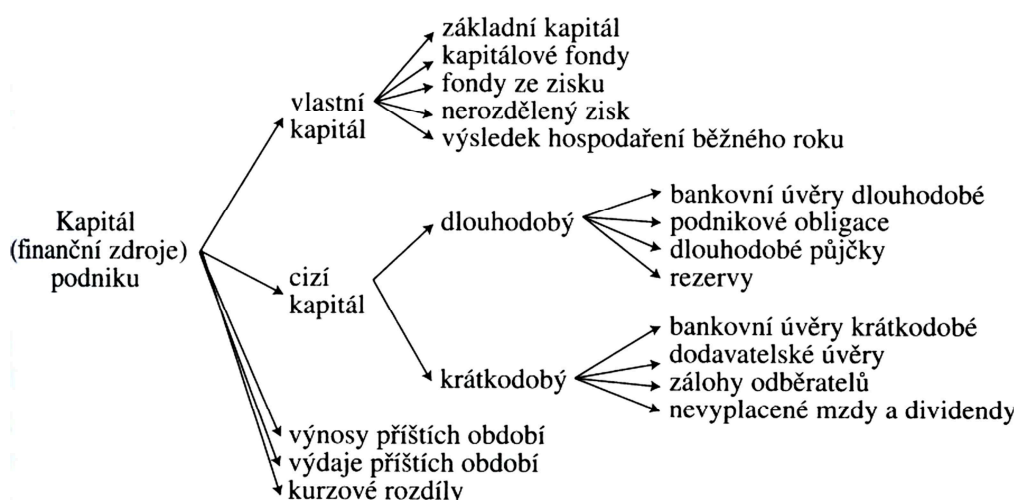 základní kapitál
kapitálové fondy
fondy ze zisku
nerozdělený zisk
výsledek hospodaření běžného roku
vlastní
kapitál
Kapitál
(finanční zdroje)
podniku
cizí
kapitál
dlouhodobý
bankovní úvěry dlouhodobé
podnikové obligace
dlouhodobé půjčky
rezervy
krátkodobý
bankovní úvěry krátkodobé
dodavatelské úvěry
zálohy odběratelů
nevyplacené mzdy a dividendy
výnosy příštích období
výdaje příštích období
kurzové rozdíly